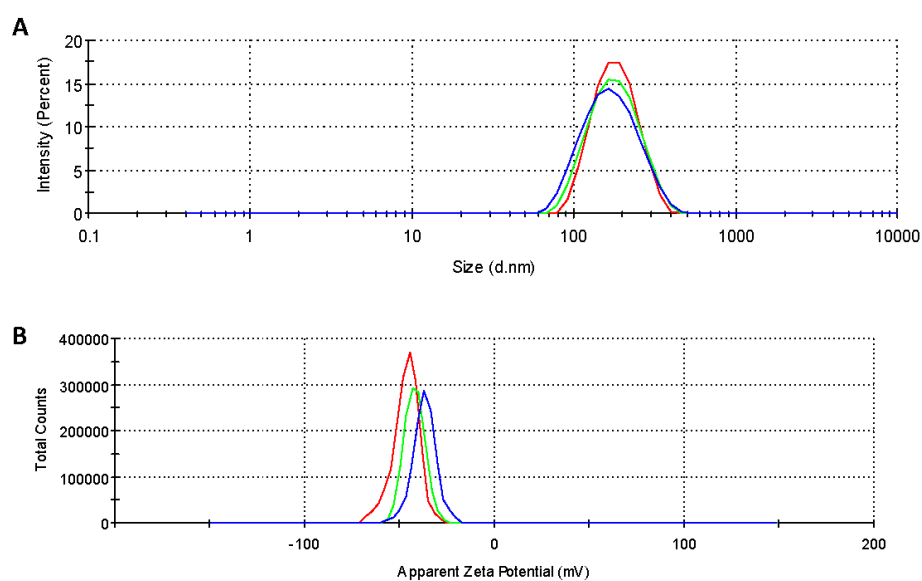 A
Intensity (Percent)
20
15
10
5
0
0.1 1 10 100 1000 10000
Size (d.nm)
B
Total Counts
400000
300000
200000
100000
0
-100 0 100 200
Apparent Zeta Potential (mV)